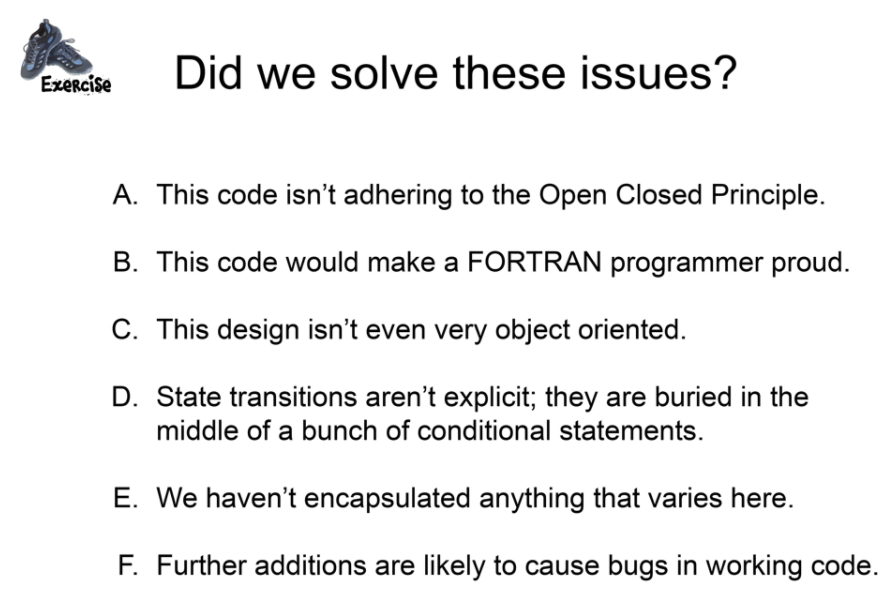 Exercise
Did we solve these issues?
A. This code isn’t adhering to the Open Closed Principle.
B. This code would make a FORTRAN programmer proud.
C. This design isn’t even very object oriented.
D. State transitions aren’t explicit; they are buried in the
middle of a bunch of conditional statements.
E. We haven’t encapsulated anything that varies here.
F. Further additions are likely to cause bugs in working code.